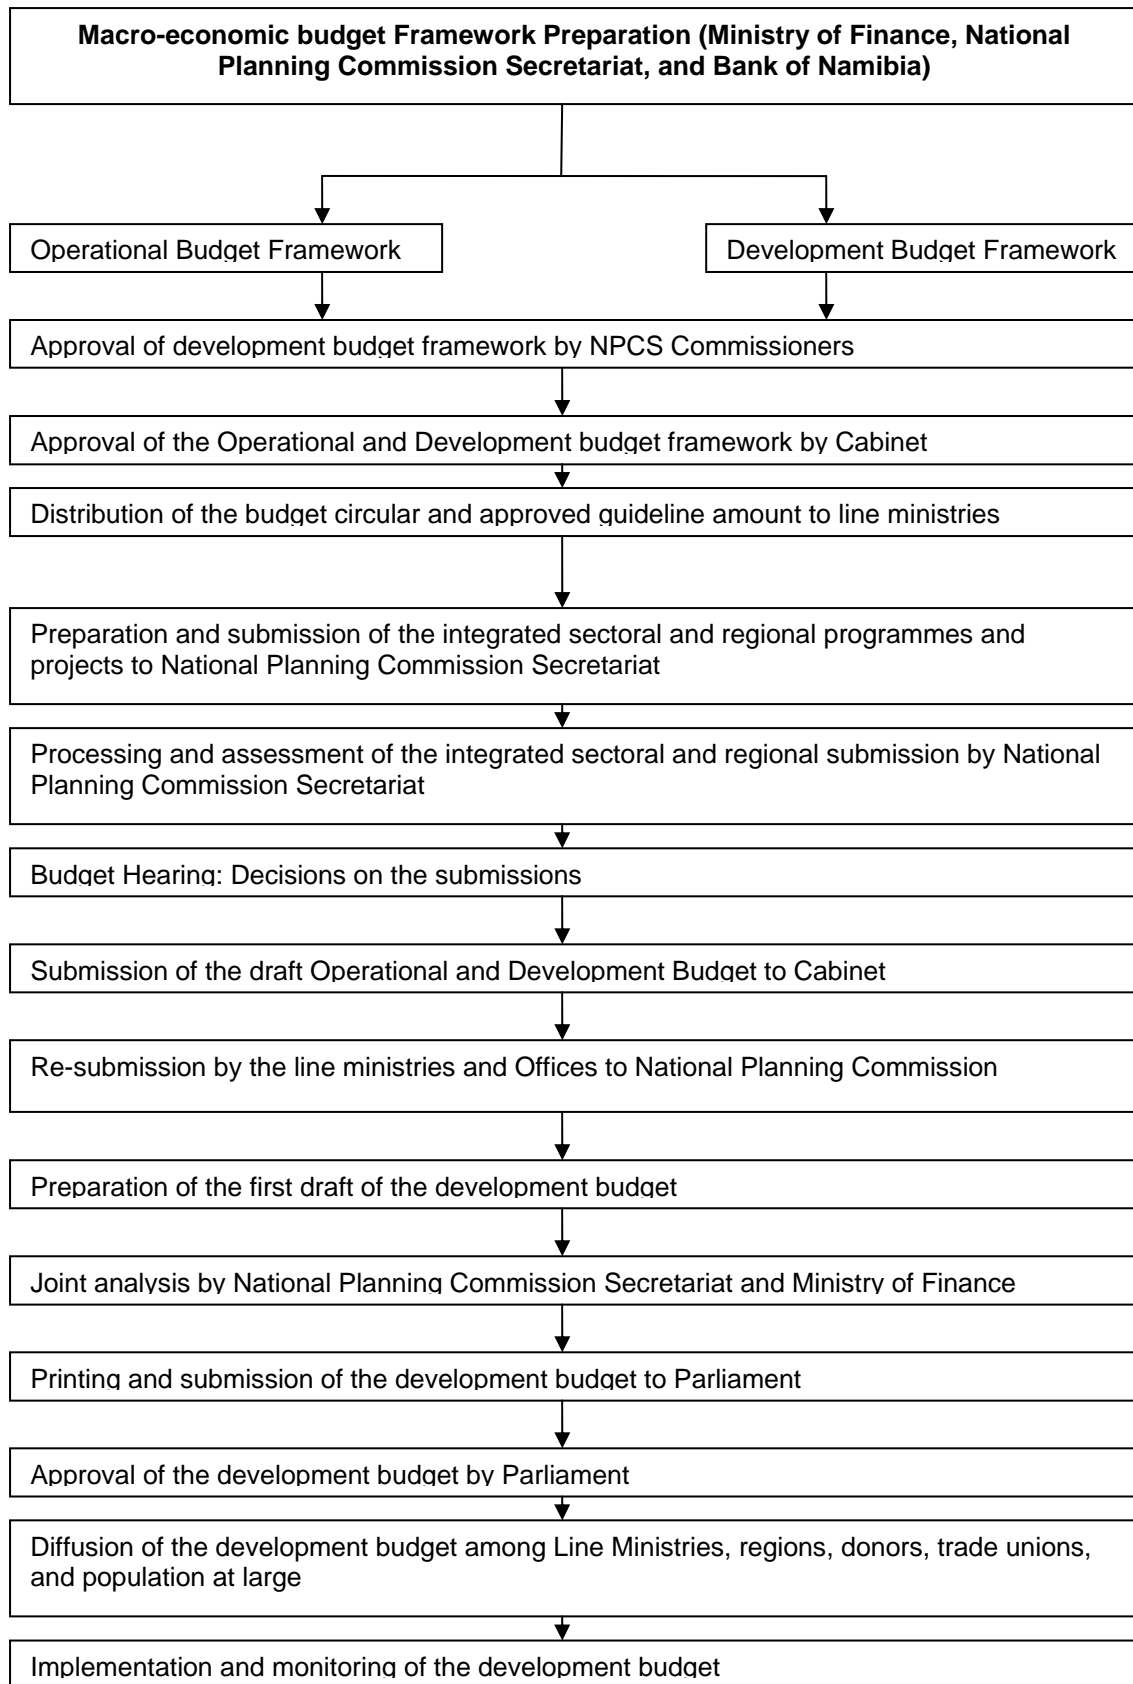 Macro-economic budget Framework Preparation (Ministry of Finance, National
Planning Commission Secretariat, and Bank of Namibia)
Operational Budget Framework
Development Budget Framework
Approval of development budget framework by NPCS Commissioners
Approval of the Operational and Development budget framework by Cabinet
Distribution of the budget circular and approved guideline amount to line ministries
Preparation and submission of the integrated sectoral and regional programmes and
projects to National Planning Commission Secretariat
Processing and assessment of the integrated sectoral and regional submission by National
Planning Commission Secretariat
Budget Hearing: Decisions on the submissions
Submission of the draft Operational and Development Budget to Cabinet
Re-submission by the line ministries and Offices to National Planning Commission
Preparation of the first draft of the development budget
Joint analysis by National Planning Commission Secretariat and Ministry of Finance
Printing and submission of the development budget to Parliament
Approval of the development budget by Parliament
Diffusion of the development budget among Line Ministries, regions, donors, trade unions,
and population at large
Implementation and monitoring of the development budget